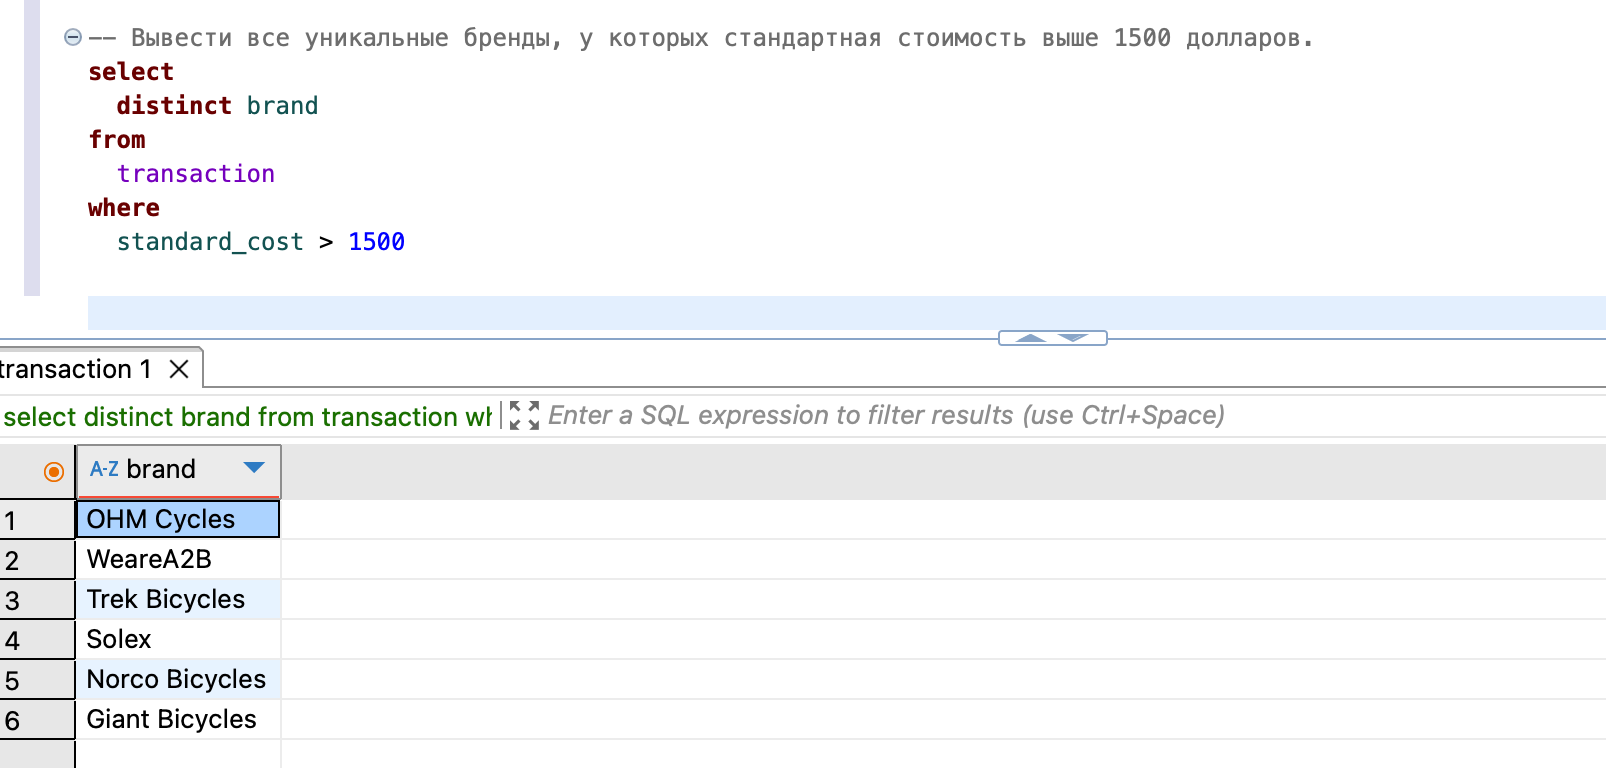 -- Вывести все уникальные бренды, у которых стандартная стоимость выше 1500 долларов.
select
distinct brand
from
transaction
where
standard_cost > 1500
transaction 1
select distinct brand from transaction wh
Enter a SQL expression to filter results (use Ctrl+Space)
A-Z brand
1 OHM Cycles
2 WeareA2B
3 Trek Bicycles
4 Solex
5 Norco Bicycles
6 Giant Bicycles